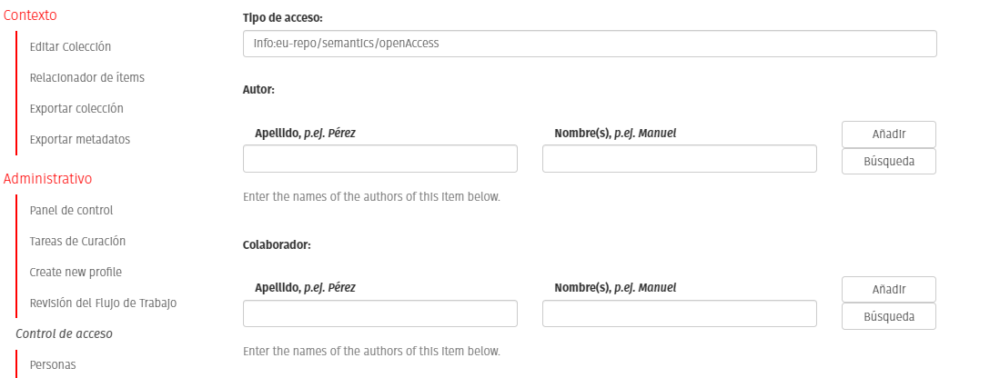 Contexto
Editar Colección
Relacionador de ítems
Exportar colección
Exportar metadatos
Administrativo
Panel de control
Tareas de Curación
Create new profile
Revisión del Flujo de Trabajo
Control de acceso
Personas
Tipo de acceso:
info:eu-repo/semantics/openAccess
Autor:
Apellido, p.ej. Pérez
Nombre(s), p.ej. Manuel
Añadir
Búsqueda
Enter the names of the authors of this item below.
Colaborador:
Apellido, p.ej. Pérez
Nombre(s), p.ej. Manuel
Añadir
Búsqueda
Enter the names of the authors of this item below.